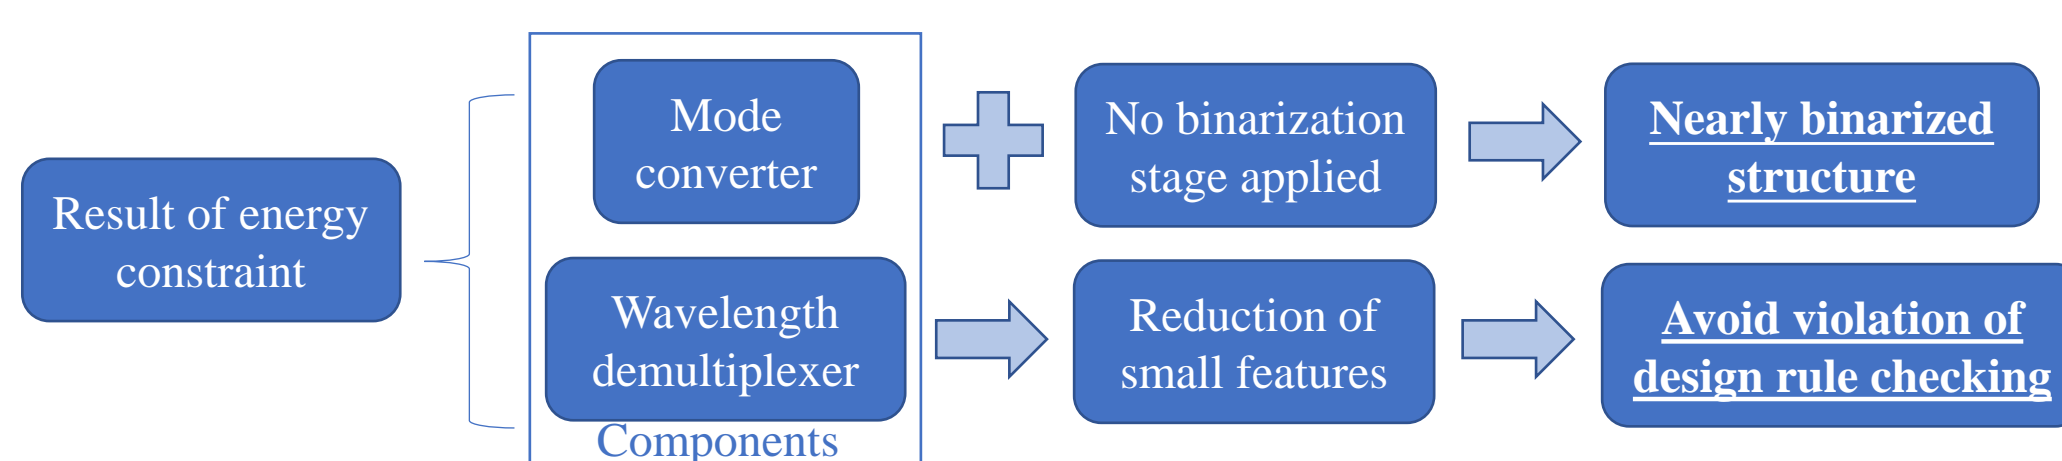 Result of energy
constraint
Mode
converter
No binarization
stage applied
Nearly binarized
structure
Wavelength
demultiplexer
Reduction of
small features
Avoid violation of
design rule checking
Components